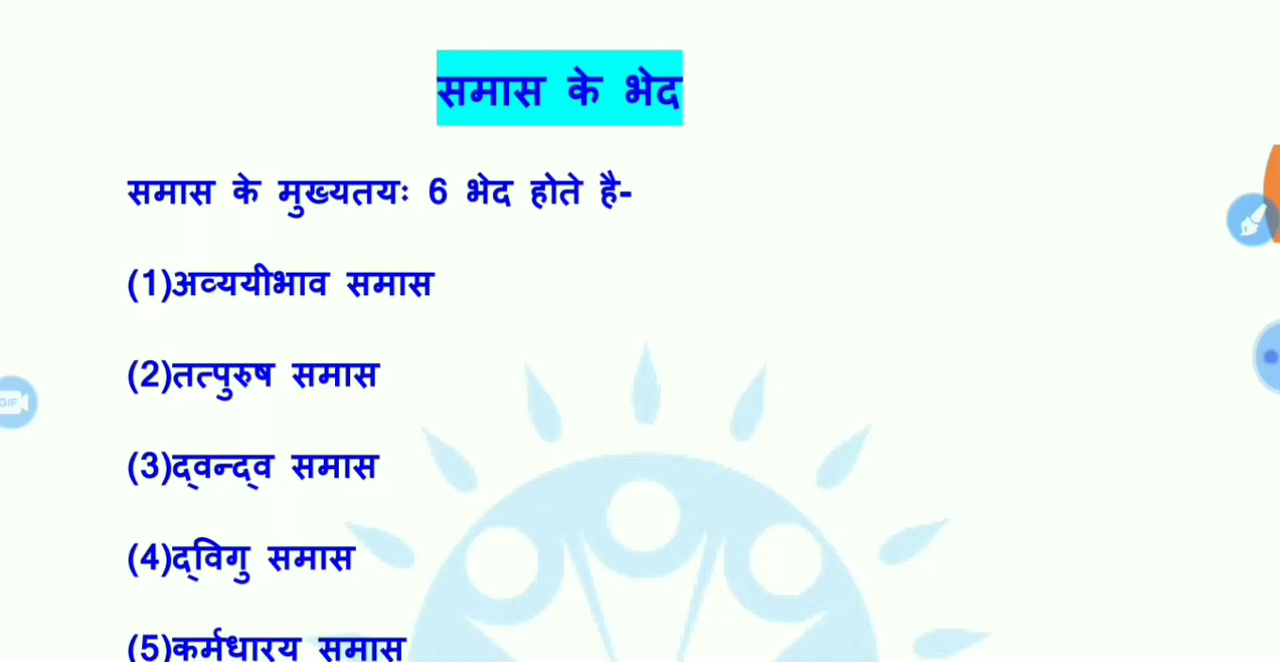 समास के भेद
समास के मुख्यतयः 6 भेद होते है-
(1)अव्ययीभाव समास
(2)तत्पुरुष समास
(3)द्‌वन्द्‌व समास
(4)द्‌विगु समास
(5)कर्मधारय समास
GIF